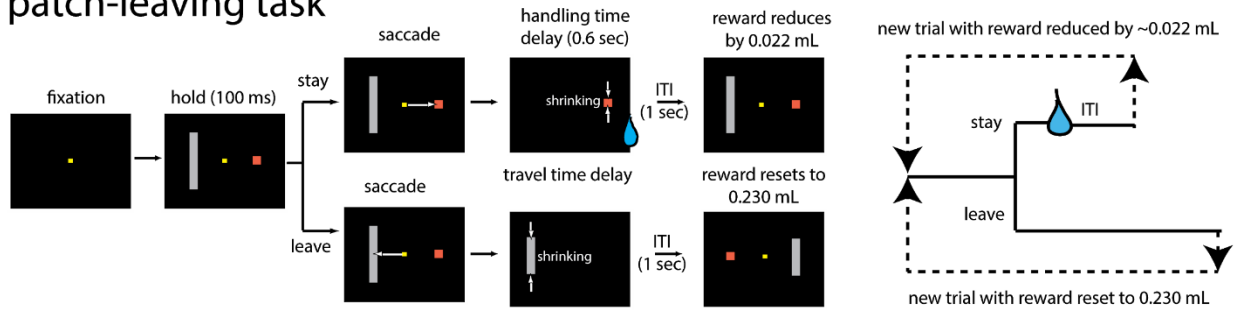 patch-leaving task
fixation
hold (100 ms)
stay
saccade
handling time
delay (0.6 sec)
shrinking
ITI
(1 sec)
reward reduces
by 0.022 mL
leave
saccade
travel time delay
shrinking
ITI
(1 sec)
reward resets to
0.230 mL
new trial with reward reduced by ~0.022 mL
stay
ITI
leave
new trial with reward reset to 0.230 mL